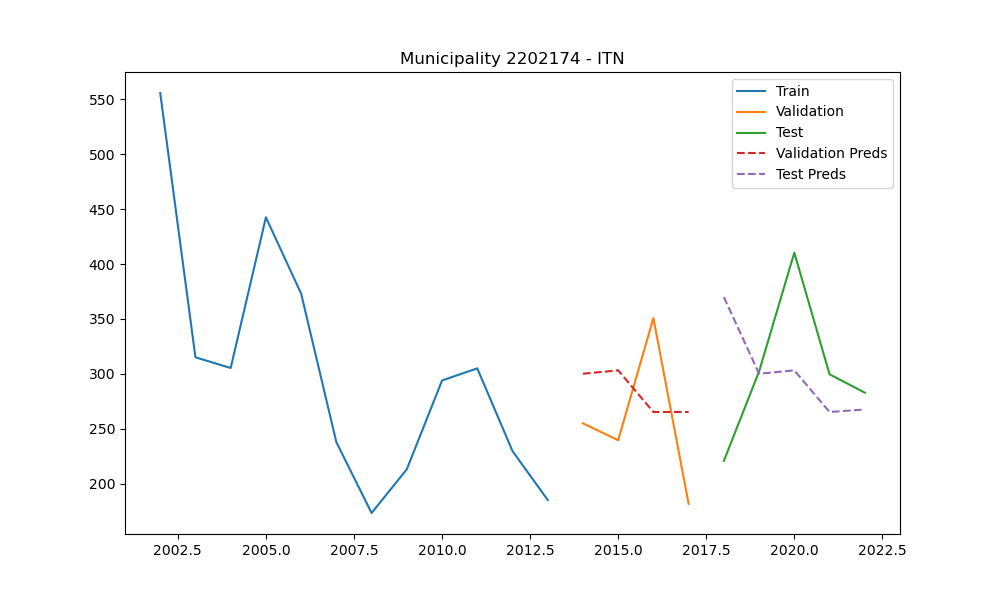 Municipality 2202174 - ITN
Train
Validation
Test
Validation Preds
Test Preds
550
500
450
400
350
300
250
200
2002.5 2005.0 2007.5 2010.0 2012.5 2015.0 2017.5 2020.0 2022.5